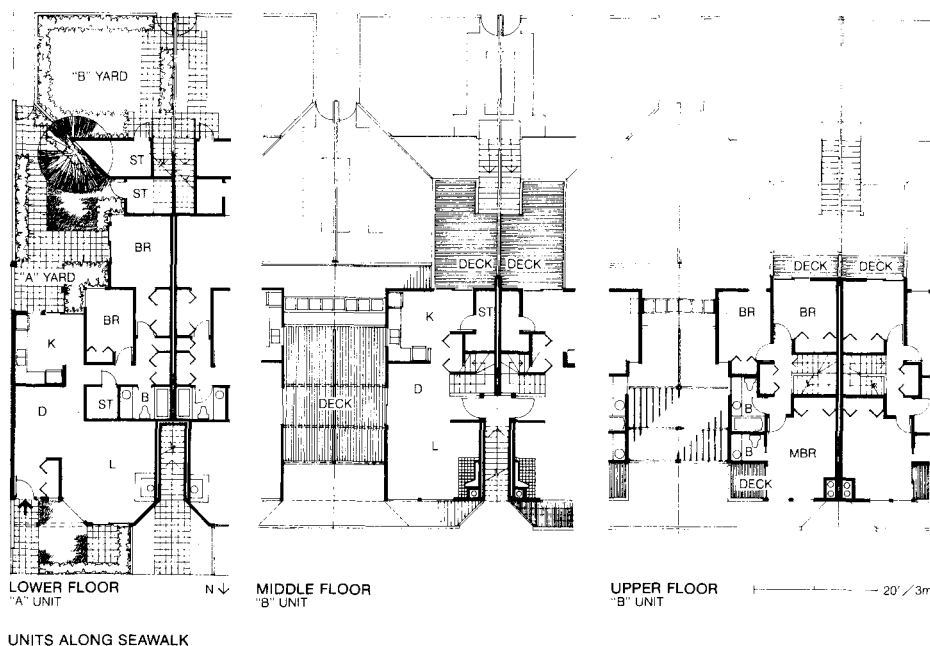 "B" YARD
ST
ST
BR
"A" YARD
BR
K
D
ST
B
L
LOWER FLOOR
"A" UNIT
N
DECK
DECK
K
ST
DECK
D
L
MIDDLE FLOOR
"B" UNIT
DECK
DECK
BR
BR
B
B
MBR
DECK
UPPER FLOOR
"B" UNIT
20'/3m
UNITS ALONG SEAWALK